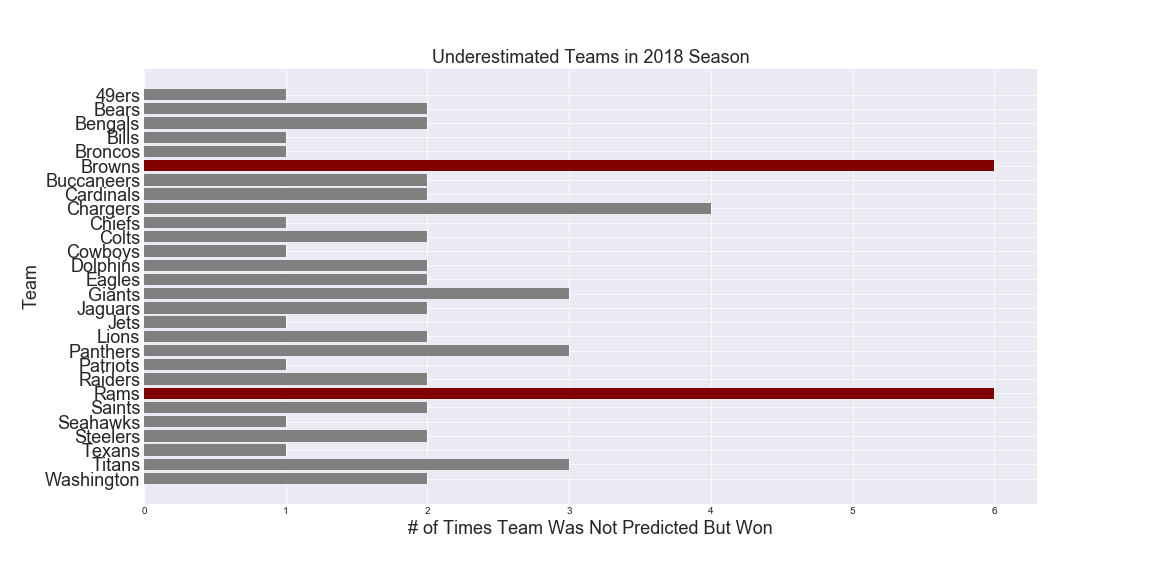 Underestimated Teams in 2018 Season
49ers
Bears
Bengals
Bills
Broncos
Browns
Buccaneers
Cardinals
Chargers
Chiefs
Colts
Cowboys
Dolphins
Eagles
Giants
Jaguars
Jets
Lions
Panthers
Patriots
Raiders
Rams
Saints
Seahawks
Steelers
Texans
Titans
Washington
Team
0 1 2 3 4 5 6
# of Times Team Was Not Predicted But Won